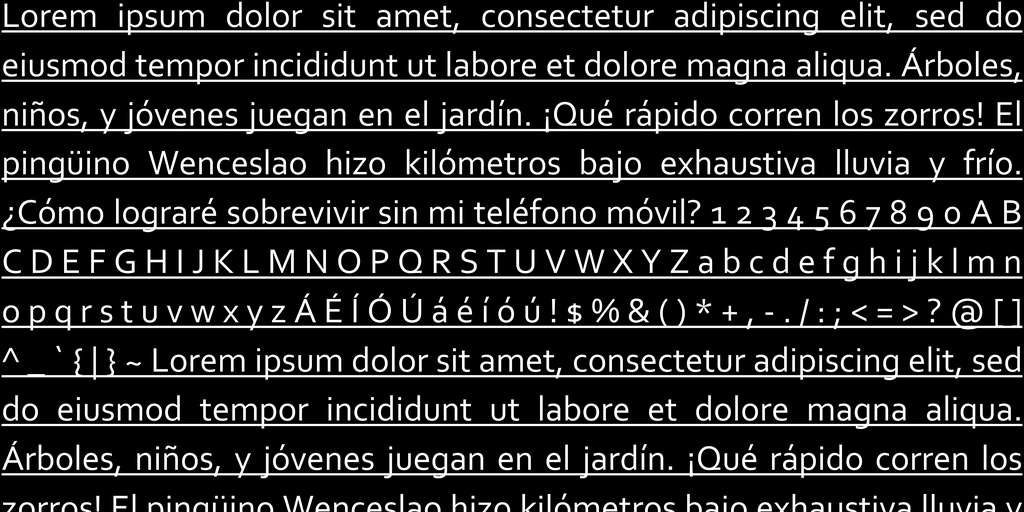 Lorem ipsum dolor sit amet, consectetur adipiscing elit, sed do
eiusmod tempor incididunt ut labore et dolore magna aliqua. Árboles,
niños, y jóvenes juegan en el jardín. ¡Qué rápido corren los zorros! El
pingüino Wenceslao hizo kilómetros bajo exhaustiva lluvia y frío.
¿Cómo lograré sobrevivir sin mi teléfono móvil? 1 2 3 4 5 6 7 8 9 0 A B
C D E F G H I J K L M N O P Q R S T U V W X Y Z a b c d e f g h i j k l m n
o p q r s t u v w x y z Á É Í Ó Ú á é í ó ú ! $ % & ( ) * + , - . / : ; < = > ? @ [ ]
^ _ ` { | } ~ Lorem ipsum dolor sit amet, consectetur adipiscing elit, sed
do eiusmod tempor incididunt ut labore et dolore magna aliqua.
Árboles, niños, y jóvenes juegan en el jardín. ¡Qué rápido corren los
zorros! El pingüino Wenceslao hizo kilómetros bajo exhaustiva lluvia y